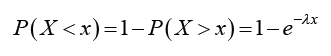 P(X < x) = 1 − P(X > x) = 1 − e^{−λx}